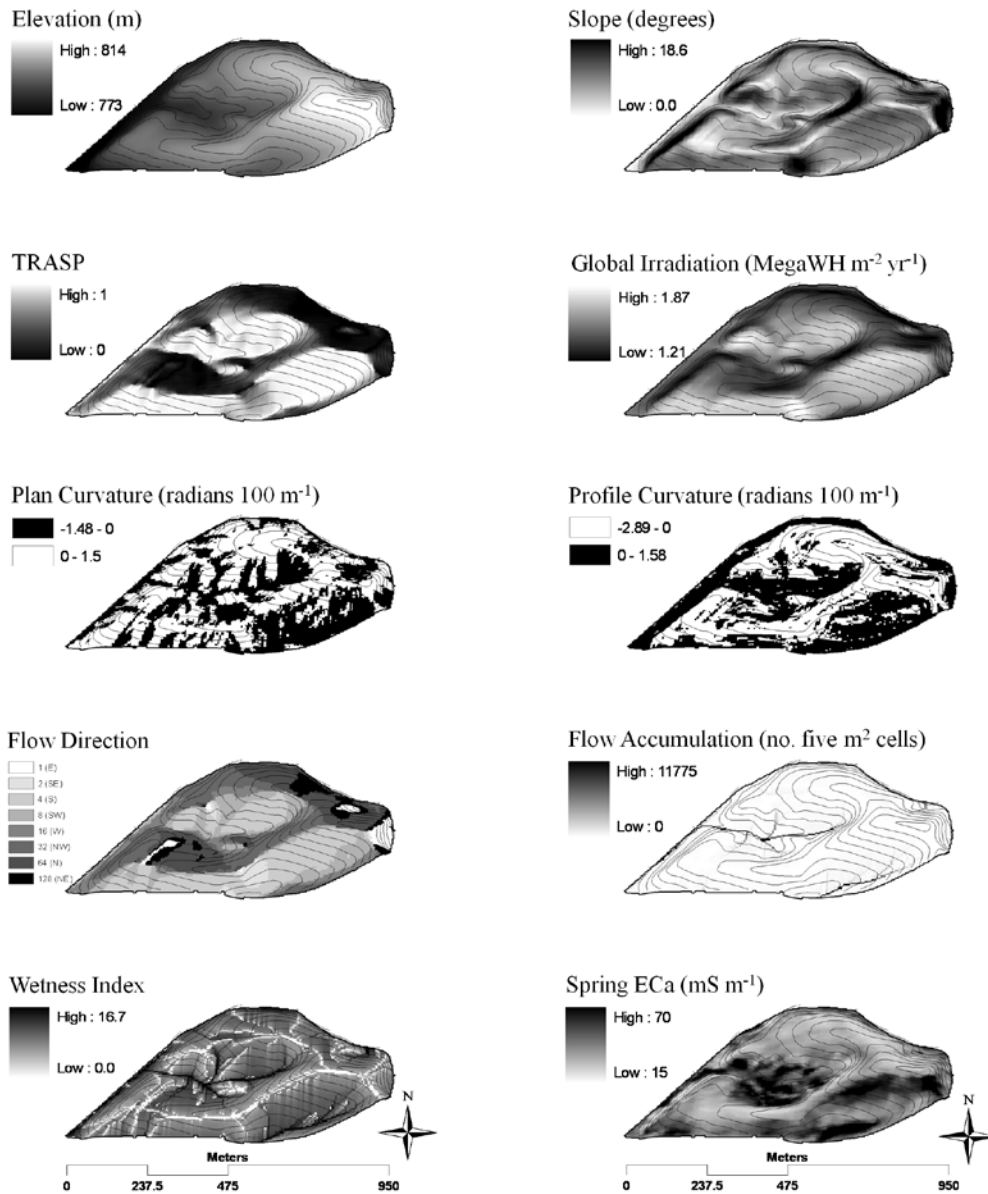 Elevation (m)
High : 814
Low : 773
Slope (degrees)
High : 18.6
Low : 0.0
TRASP
High : 1
Low : 0
Global Irradiation (MegaWH m⁻² yr⁻¹)
High : 1.87
Low : 1.21
Plan Curvature (radians 100 m⁻¹)
-1.48 - 0
0 - 1.5
Profile Curvature (radians 100 m⁻¹)
-2.89 - 0
0 - 1.58
Flow Direction
1 (E)
2 (SE)
4 (S)
8 (SW)
16 (W)
32 (NW)
64 (N)
128 (NE)
Flow Accumulation (no. five m² cells)
High : 11775
Low : 0
Wetness Index
High : 16.7
Low : 0.0
N
Meters
0 237.5 475 950
Spring ECa (mS m⁻¹)
High : 70
Low : 15
N
Meters
0 237.5 475 950